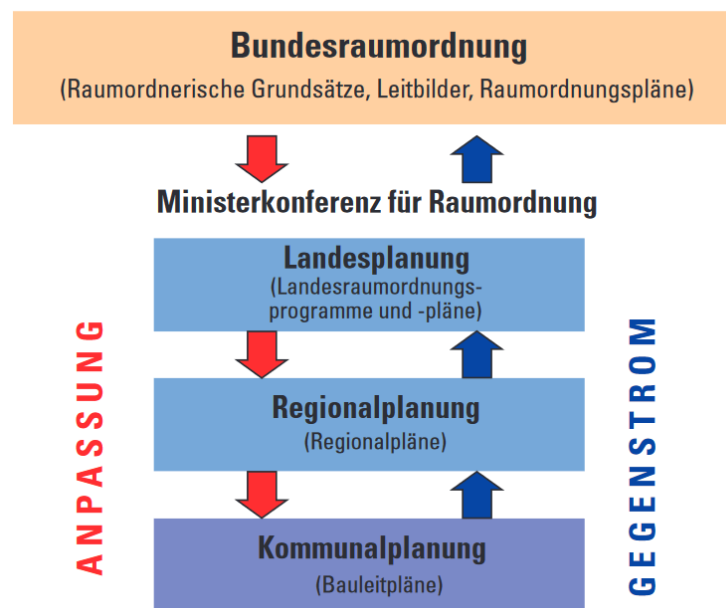 Bundesraumordnung
(Raumordnerische Grundsätze, Leitbilder, Raumordnungspläne)
Ministerkonferenz für Raumordnung
Landesplanung
(Landesraumordnungs-
programme und -pläne)
Regionalplanung
(Regionalpläne)
Kommunalplanung
(Bauleitpläne)
ANPASSUNG
GEGENSTROM